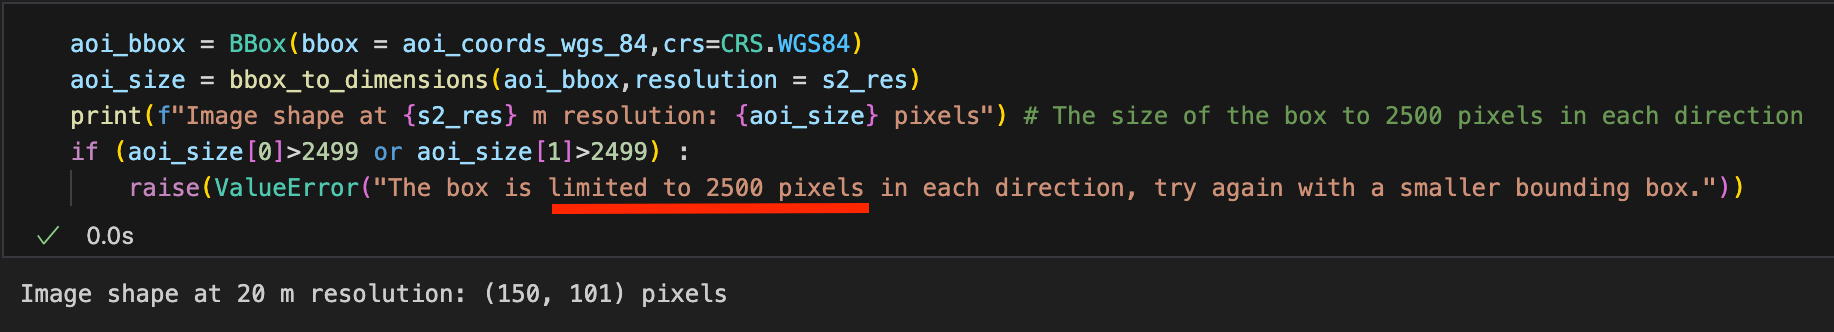 aoi_bbox = BBox(bbox = aoi_coords_wgs_84,crs=CRS.WGS84)
aoi_size = bbox_to_dimensions(aoi_bbox,resolution = s2_res)
print(f"Image shape at {s2_res} m resolution: {aoi_size} pixels") # The size of the box to 2500 pixels in each direction
if (aoi_size[0]>2499 or aoi_size[1]>2499) :
    raise(ValueError("The box is limited to 2500 pixels in each direction, try again with a smaller bounding box."))
0.0s
Image shape at 20 m resolution: (150, 101) pixels